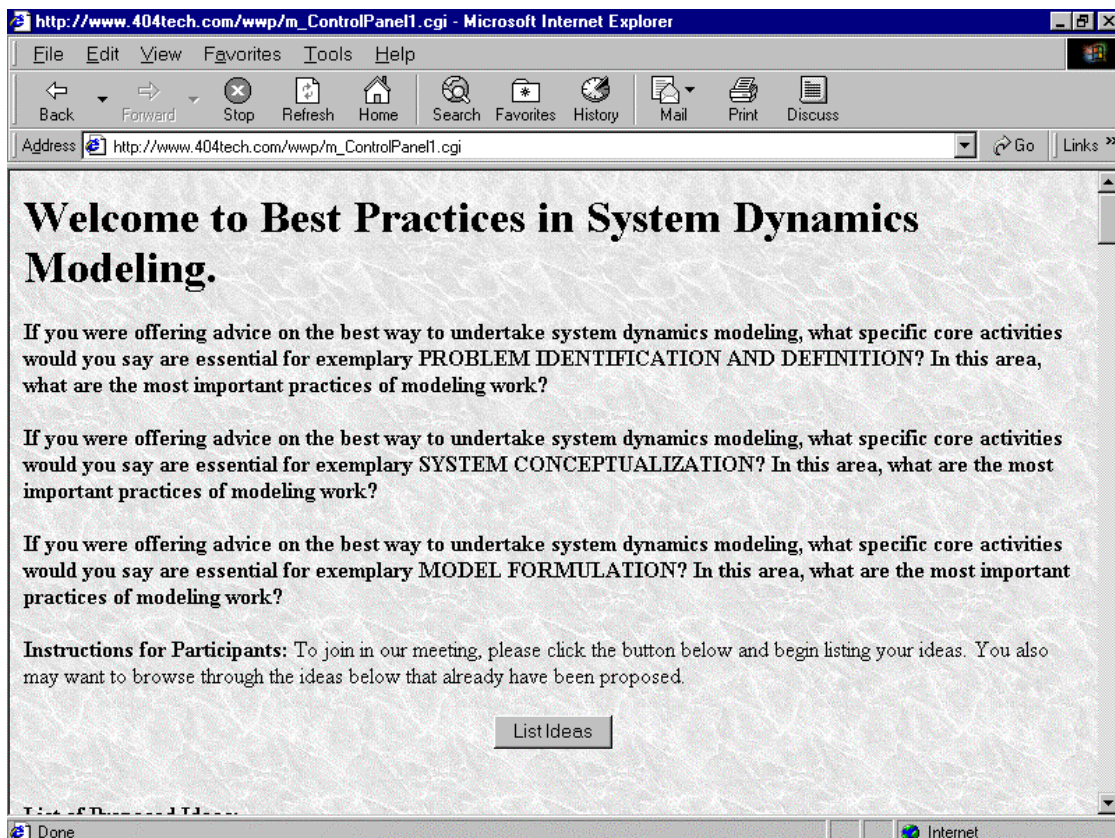 http://www.404tech.com/wwp/m_ControlPanel1.cgi - Microsoft Internet Explorer
File Edit View Favorites Tools Help
Back Forward Stop Refresh Home Search Favorites History Mail Print Discuss
Address http://www.404tech.com/wwp/m_ControlPanel1.cgi Go Links »
Welcome to Best Practices in System Dynamics
Modeling.
If you were offering advice on the best way to undertake system dynamics modeling, what specific core activities
would you say are essential for exemplary PROBLEM IDENTIFICATION AND DEFINITION? In this area,
what are the most important practices of modeling work?
If you were offering advice on the best way to undertake system dynamics modeling, what specific core activities
would you say are essential for exemplary SYSTEM CONCEPTUALIZATION? In this area, what are the most
important practices of modeling work?
If you were offering advice on the best way to undertake system dynamics modeling, what specific core activities
would you say are essential for exemplary MODEL FORMULATION? In this area, what are the most important
practices of modeling work?
Instructions for Participants: To join in our meeting, please click the button below and begin listing your ideas. You also
may want to browse through the ideas below that already have been proposed.
List Ideas
List of Proposed Ideas:
Done Internet